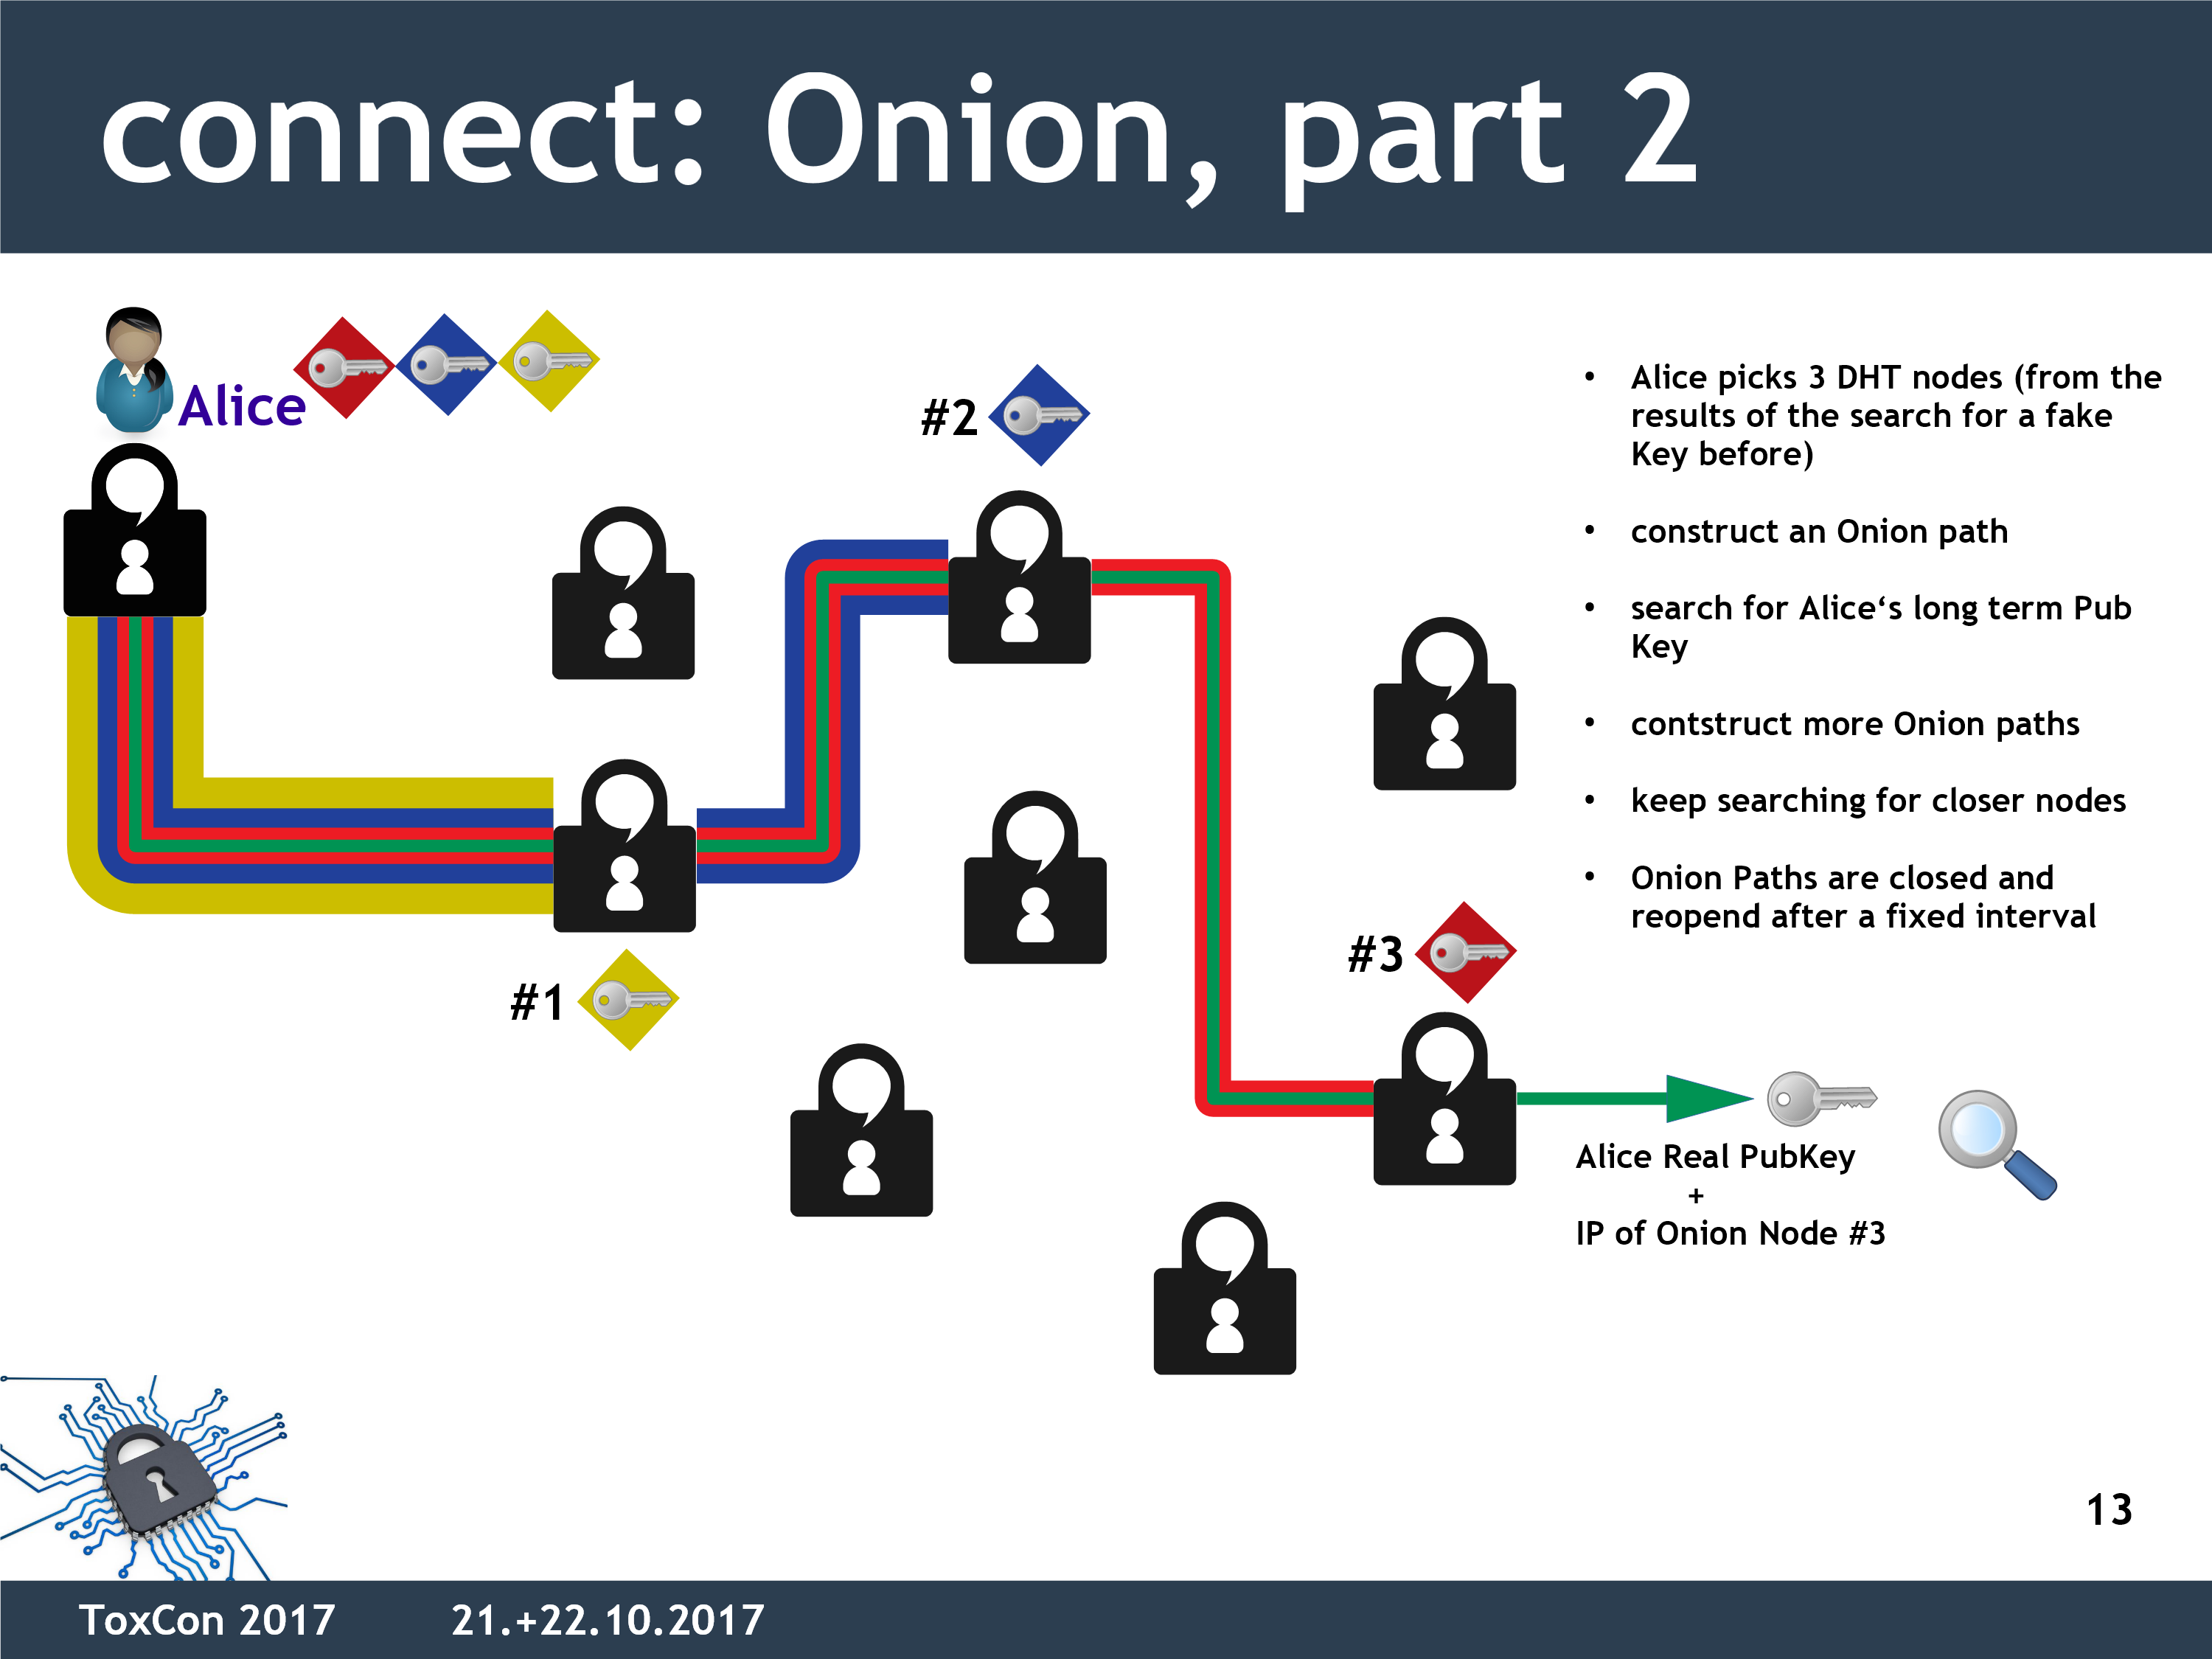 connect: Onion, part 2
Alice
#2
#1
#3
• Alice picks 3 DHT nodes (from the
results of the search for a fake
Key before)
• construct an Onion path
• search for Alice‘s long term Pub
Key
• contstruct more Onion paths
• keep searching for closer nodes
• Onion Paths are closed and
reopend after a fixed interval
Alice Real PubKey
+
IP of Onion Node #3
13
ToxCon 2017 21.+22.10.2017